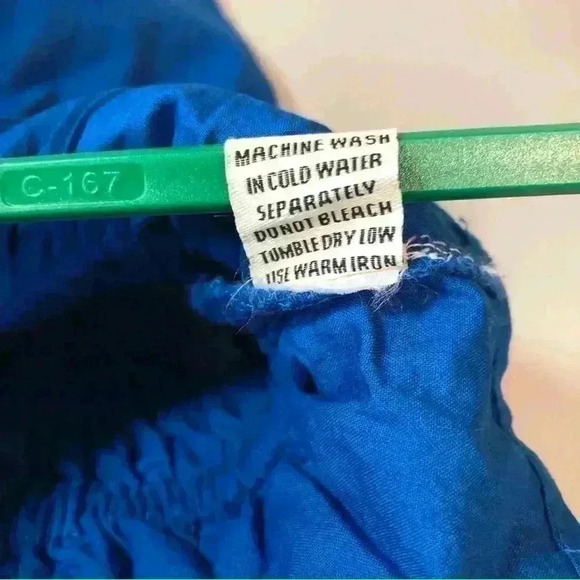 C-167
MACHINE WASH
IN COLD WATER
SEPARATELY
DO NOT BLEACH
TUMBLE DRY LOW
USE WARM IRON